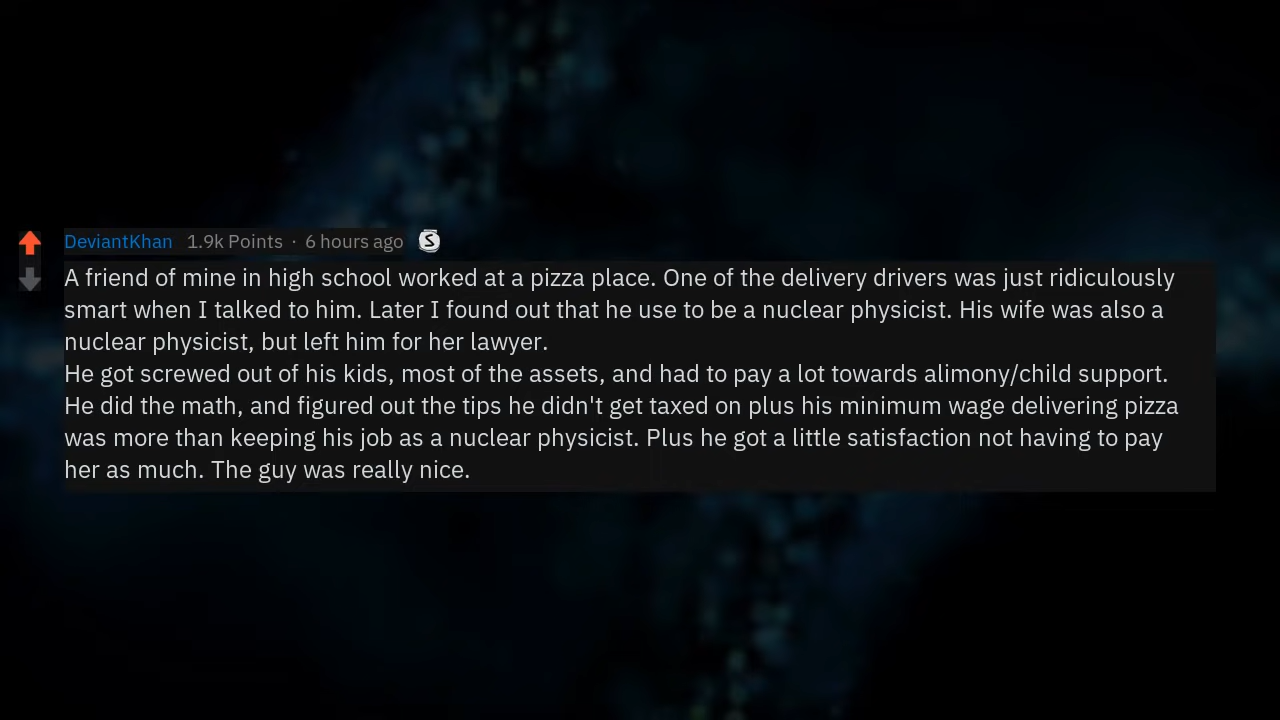 DeviantKhan 1.9k Points · 6 hours ago S
A friend of mine in high school worked at a pizza place. One of the delivery drivers was just ridiculously
smart when I talked to him. Later I found out that he use to be a nuclear physicist. His wife was also a
nuclear physicist, but left him for her lawyer.
He got screwed out of his kids, most of the assets, and had to pay a lot towards alimony/child support.
He did the math, and figured out the tips he didn't get taxed on plus his minimum wage delivering pizza
was more than keeping his job as a nuclear physicist. Plus he got a little satisfaction not having to pay
her as much. The guy was really nice.